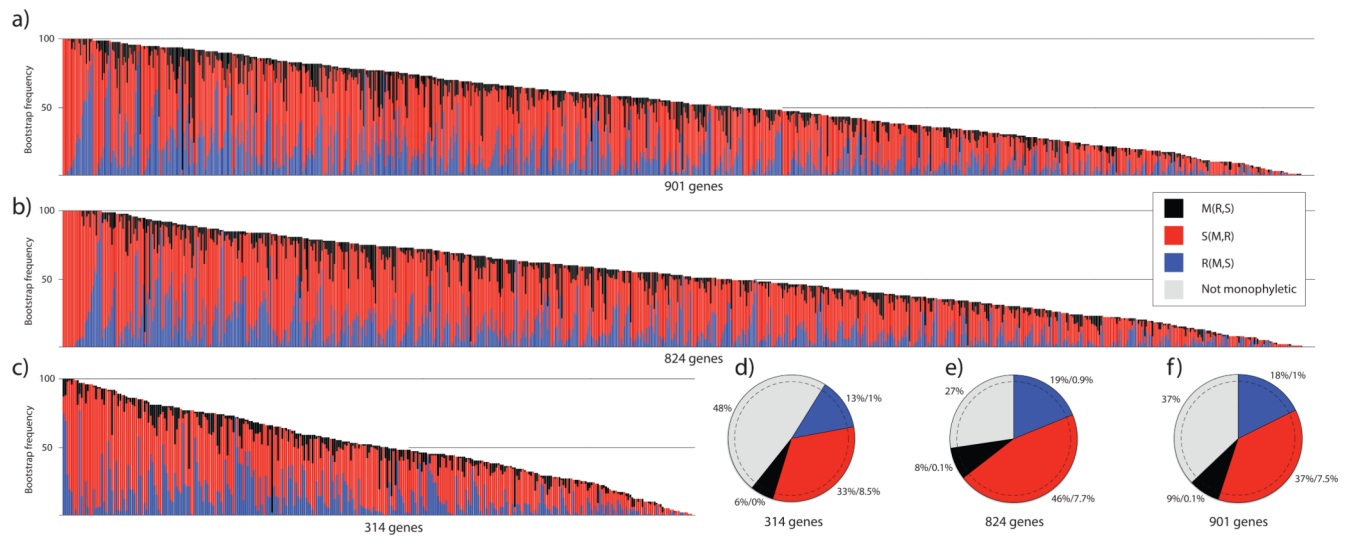 a)
100
50
Bootstrap frequency
901 genes
b)
100
50
Bootstrap frequency
824 genes
M(R,S)
S(M,R)
R(M,S)
Not monophyletic
c)
100
50
Bootstrap frequency
314 genes
d)
48%
13%/1%
33%/8.5%
6%/0%
314 genes
e)
27%
19%/0.9%
46%/7.7%
8%/0.1%
824 genes
f)
37%
18%/1%
37%/7.5%
9%/0.1%
901 genes